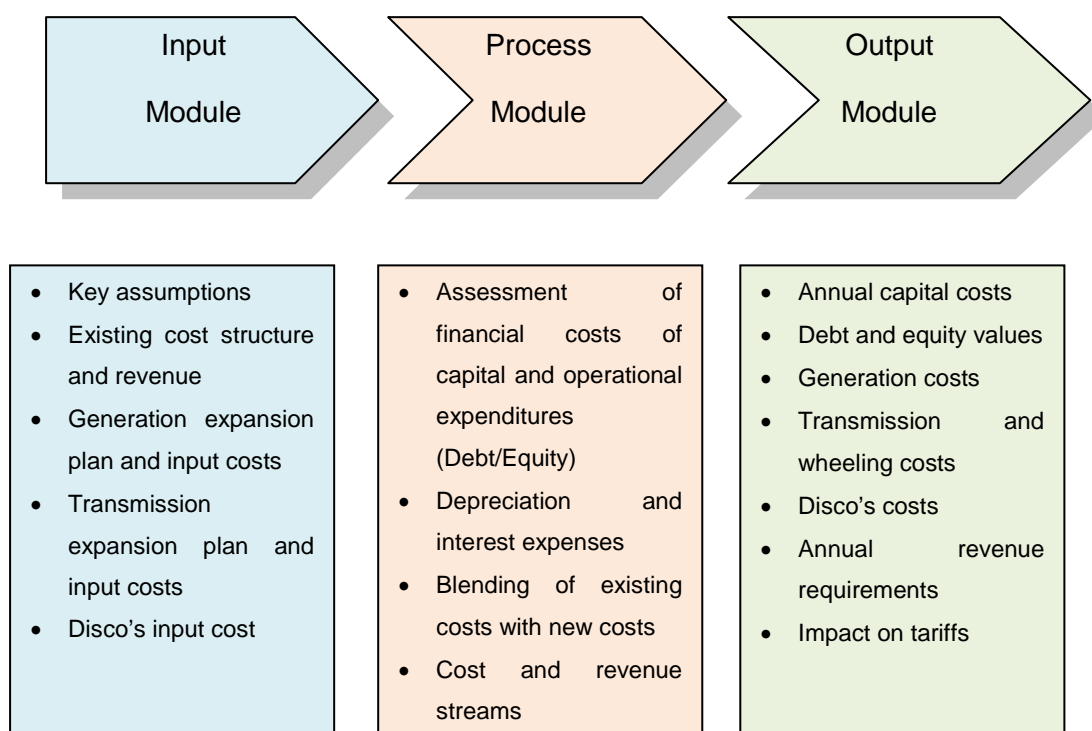 Input
Module
Process
Module
Output
Module
• Key assumptions
• Existing cost structure
and revenue
• Generation expansion
plan and input costs
• Transmission
expansion plan and
input costs
• Disco’s input cost
• Assessment of
financial costs of
capital and operational
expenditures
(Debt/Equity)
• Depreciation and
interest expenses
• Blending of existing
costs with new costs
• Cost and revenue
streams
• Annual capital costs
• Debt and equity values
• Generation costs
• Transmission and
wheeling costs
• Disco’s costs
• Annual revenue
requirements
• Impact on tariffs